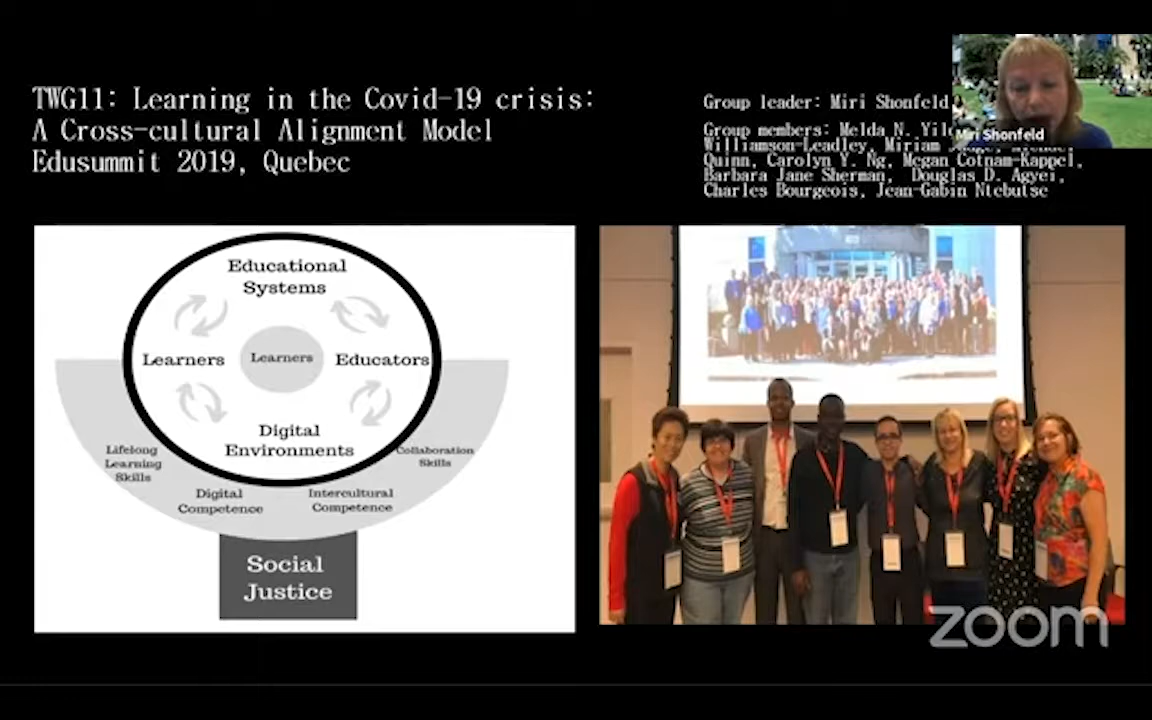 TWG11: Learning in the Covid-19 crisis:
A Cross-cultural Alignment Model
Edusummit 2019, Quebec
Group leader: Miri Shonfeld
Group members: Melda N.
Williamson-Leadley, Miriam
Quinn, Carolyn Y. Ng, Megan Cotnam-Kappel,
Barbara Jane Sherman, Douglas D. Agyei,
Charles Bourgeois, Jean-Gabin Ntebutse
Miri Shonfeld
Educational
Systems
Learners
Learners
Educators
Digital
Environments
Lifelong
Learning
Skills
Digital
Competence
Intercultural
Competence
Collaboration
Skills
Social
Justice
zoom